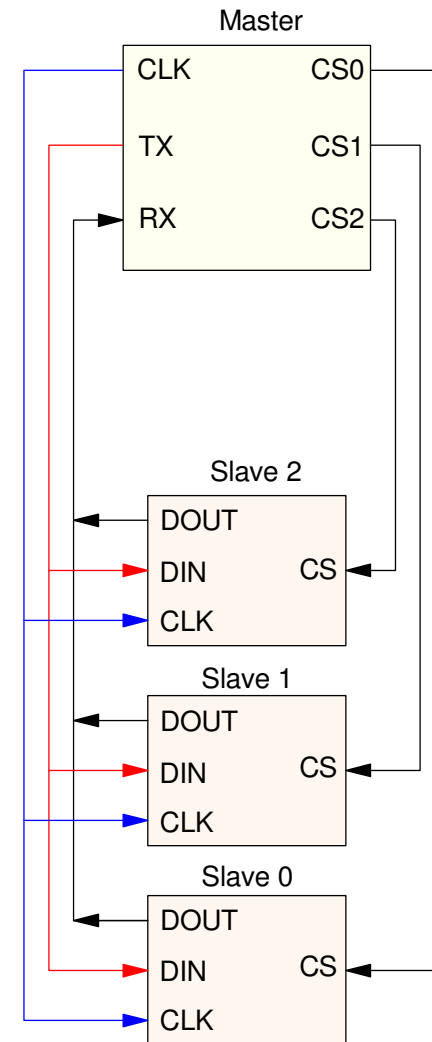 Master
CLK CS0
TX CS1
RX CS2
Slave 2
DOUT
DIN CS
CLK
Slave 1
DOUT
DIN CS
CLK
Slave 0
DOUT
DIN CS
CLK